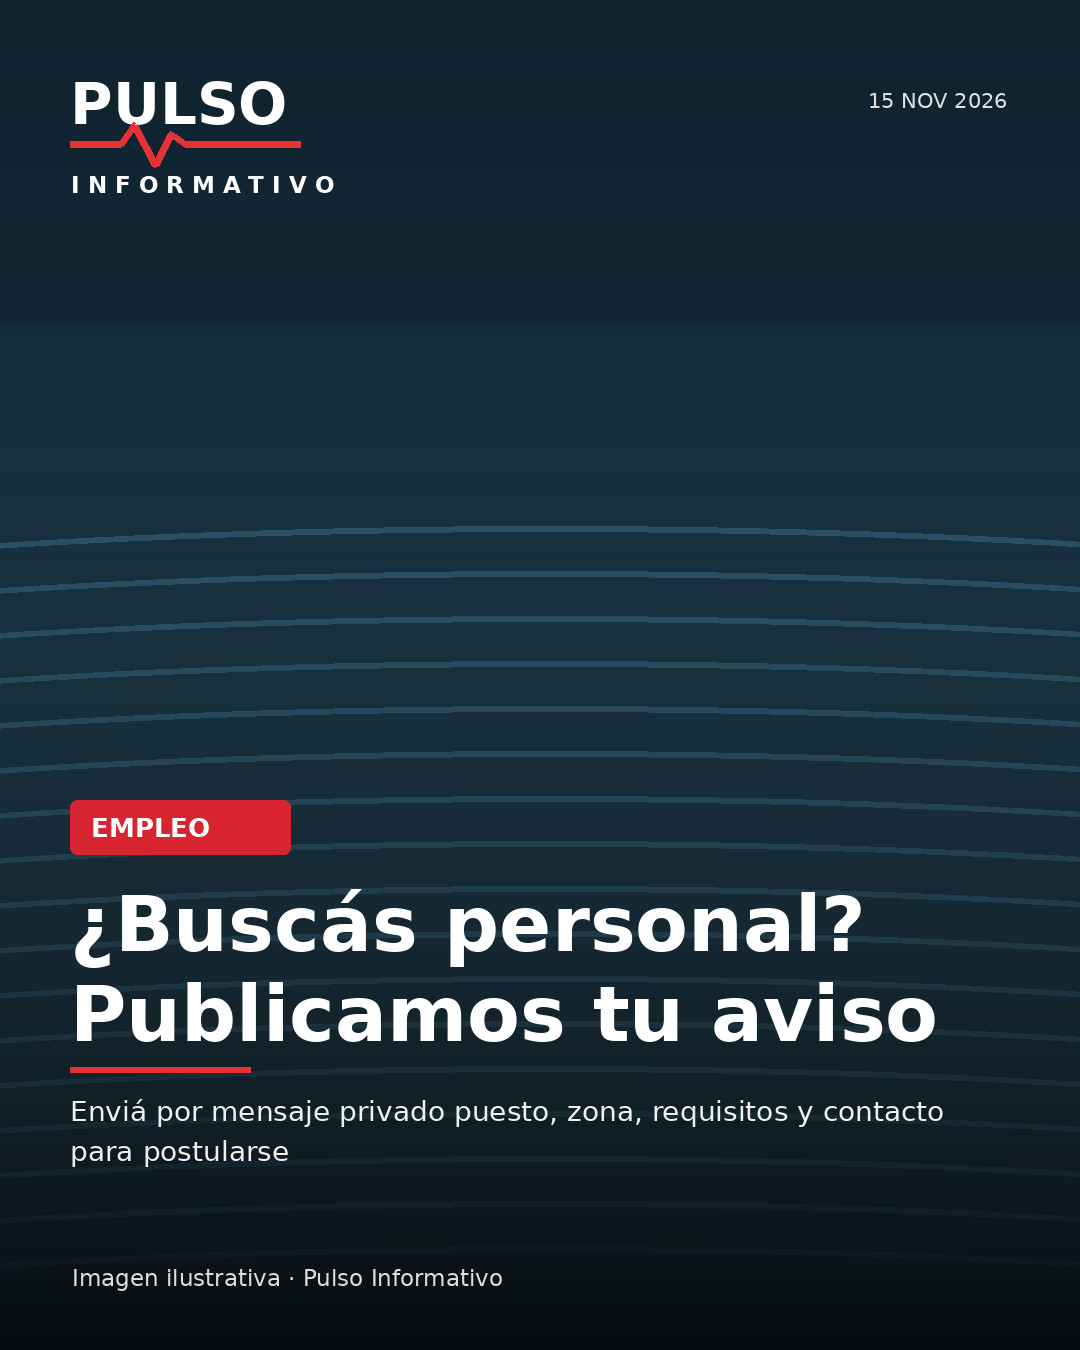 PULSO
INFORMATIVO
15 NOV 2026
EMPLEO
¿Buscás personal?
Publicamos tu aviso
Enviá por mensaje privado puesto, zona, requisitos y contacto
para postularse
Imagen ilustrativa · Pulso Informativo